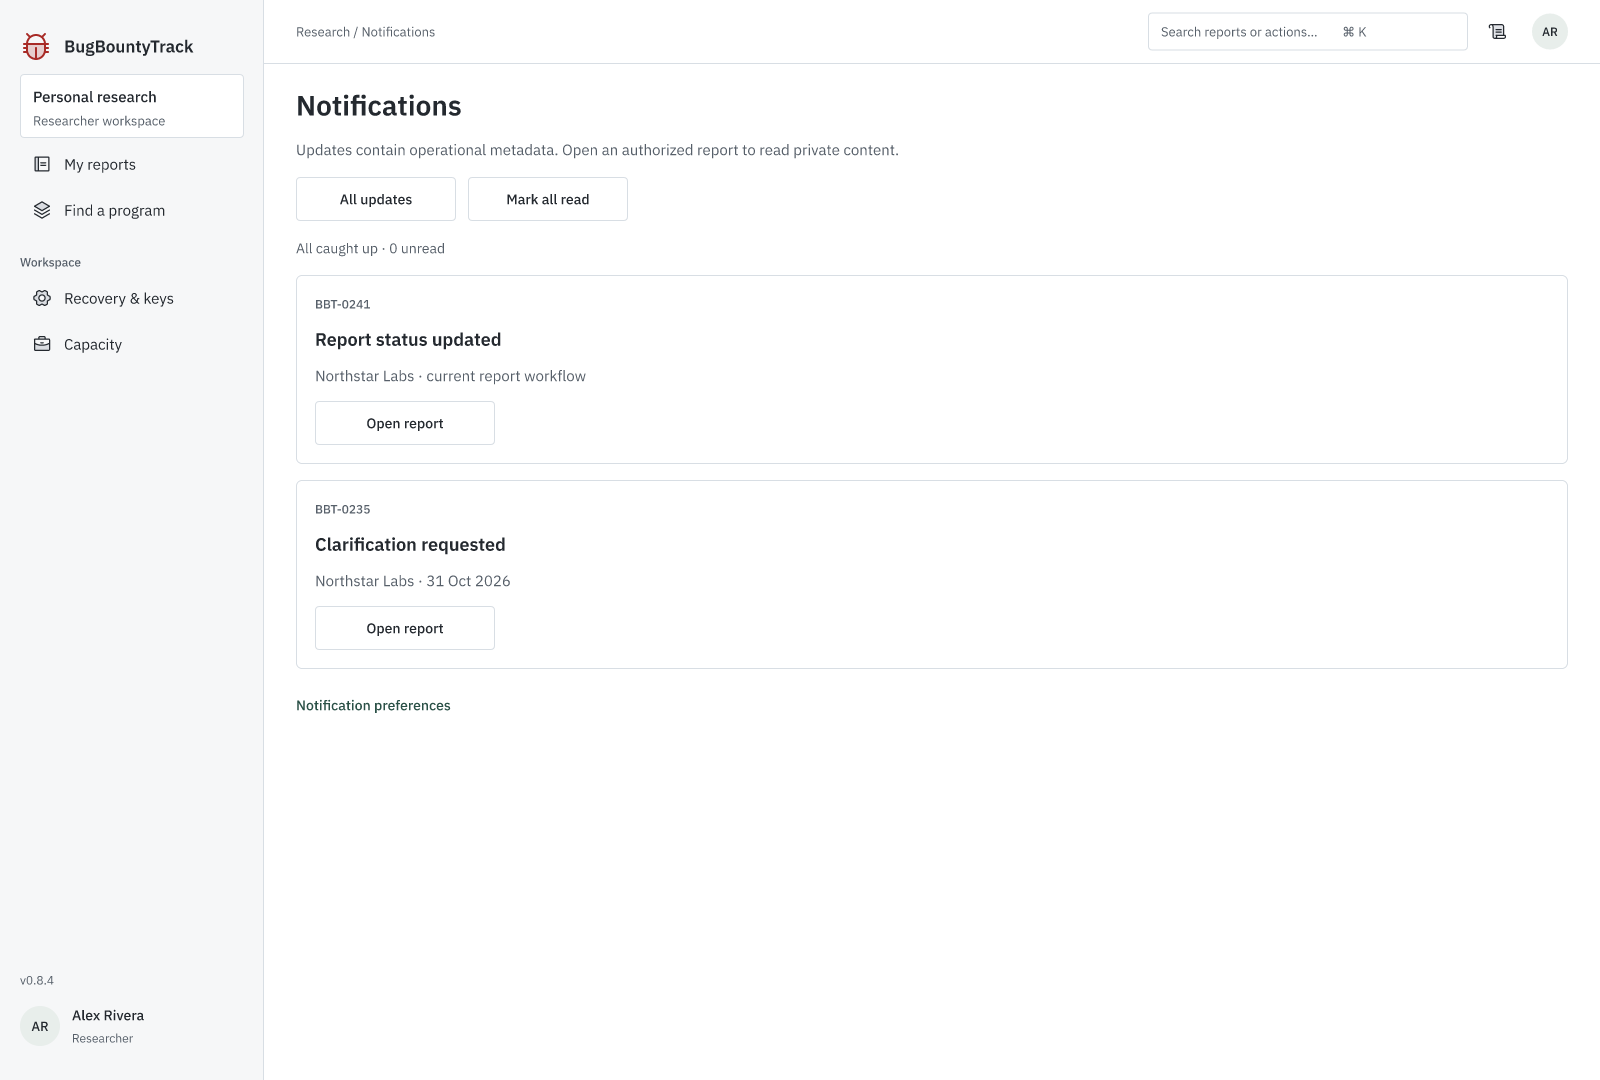 BugBountyTrack
Personal research
Researcher workspace
My reports
Find a program
Workspace
Recovery & keys
Capacity
v0.8.4
AR
Alex Rivera
Researcher
Research / Notifications
Search reports or actions... ⌘ K
AR
Notifications
Updates contain operational metadata. Open an authorized report to read private content.
All updates
Mark all read
All caught up · 0 unread
BBT-0241
Report status updated
Northstar Labs · current report workflow
Open report
BBT-0235
Clarification requested
Northstar Labs · 31 Oct 2026
Open report
Notification preferences